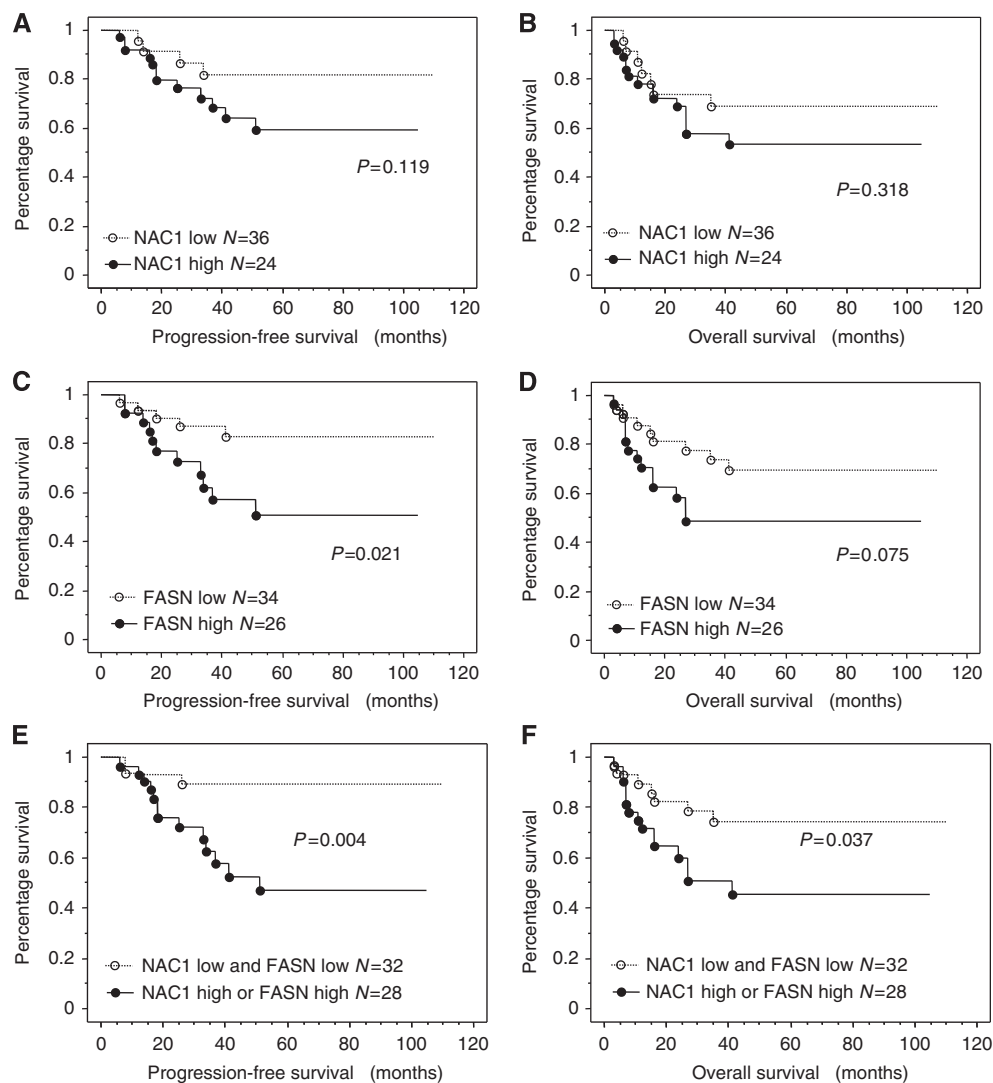 A
Percentage survival
1
0.8
0.6
0.4
0.2
0
P=0.119
NAC1 low N=36
NAC1 high N=24
0 20 40 60 80 100 120
Progression-free survival (months)
B
Percentage survival
1
0.8
0.6
0.4
0.2
0
P=0.318
NAC1 low N=36
NAC1 high N=24
0 20 40 60 80 100 120
Overall survival (months)
C
Percentage survival
1
0.8
0.6
0.4
0.2
0
P=0.021
FASN low N=34
FASN high N=26
0 20 40 60 80 100 120
Progression-free survival (months)
D
Percentage survival
1
0.8
0.6
0.4
0.2
0
P=0.075
FASN low N=34
FASN high N=26
0 20 40 60 80 100 120
Overall survival (months)
E
Percentage survival
1
0.8
0.6
0.4
0.2
0
P=0.004
NAC1 low and FASN low N=32
NAC1 high or FASN high N=28
0 20 40 60 80 100 120
Progression-free survival (months)
F
Percentage survival
1
0.8
0.6
0.4
0.2
0
P=0.037
NAC1 low and FASN low N=32
NAC1 high or FASN high N=28
0 20 40 60 80 100 120
Overall survival (months)